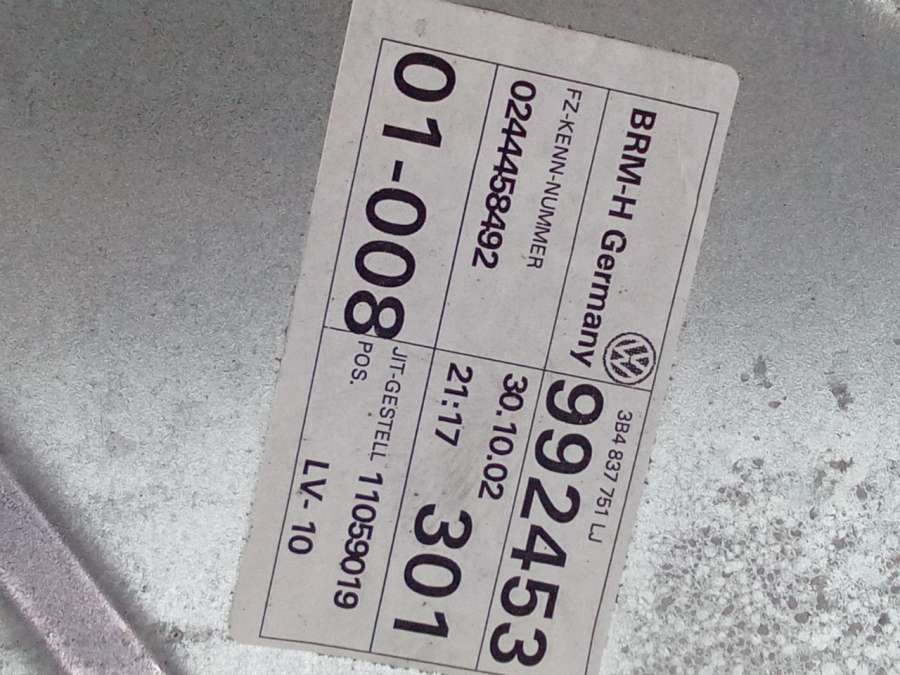 BRM-H Germany
3B4 837 751 LJ
992453
FZ-KENN-NUMMER
0244458492
30.10.02
21:17 301
01-008
JIT-GESTELL 11059019
POS. LV-10